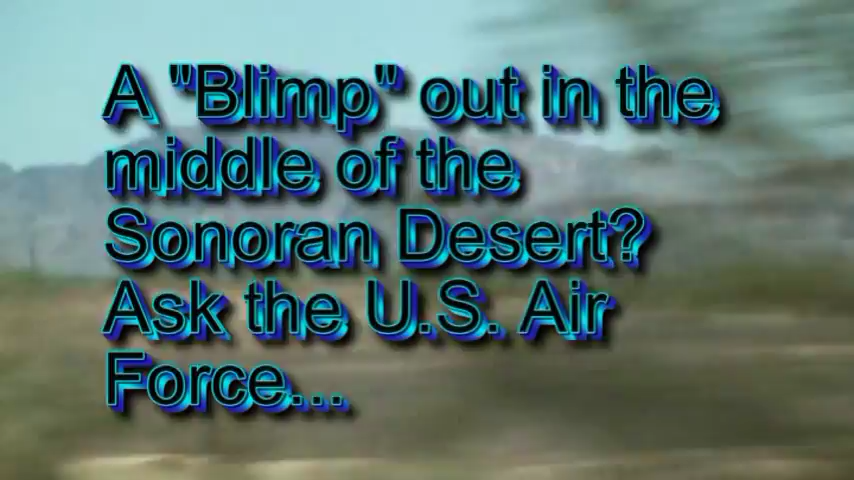 A "Blimp" out in the
middle of the
Sonoran Desert?
Ask the U.S. Air
Force...